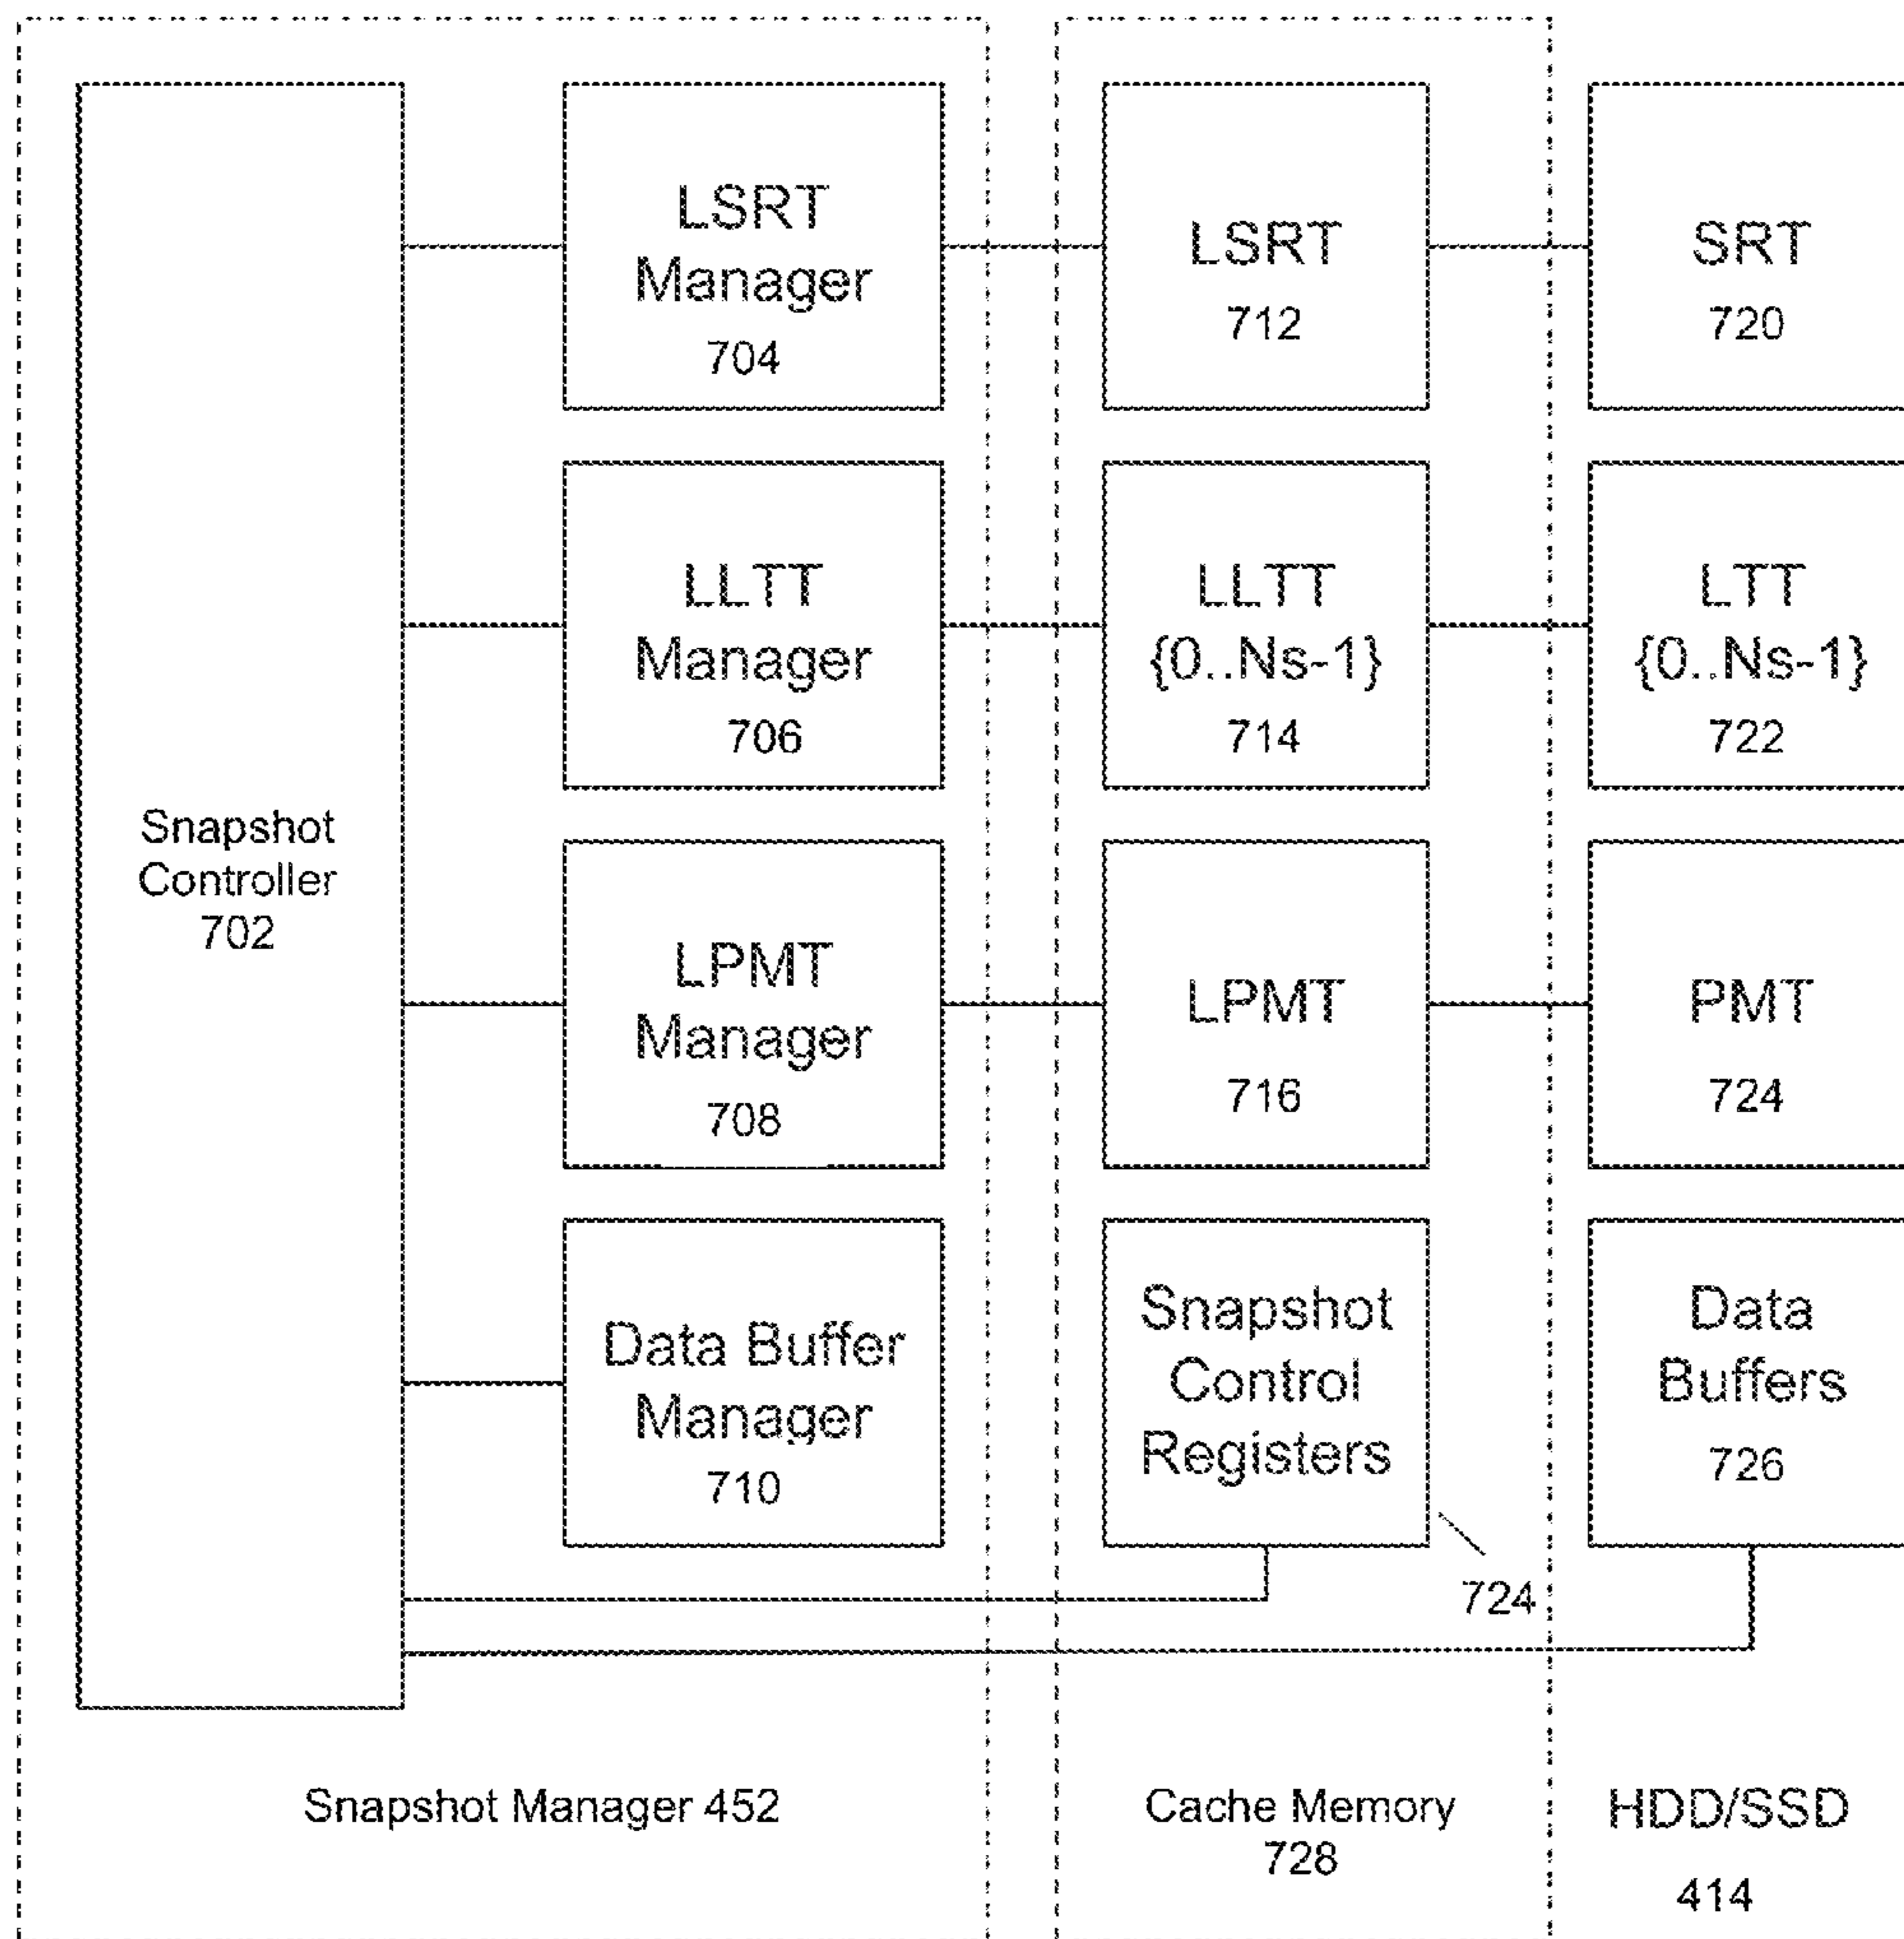 LSRT
Manager
704
LSRT
712
SRT
720
LLTT
Manager
706
LLTT
{0..Ns-1}
714
LTT
{0..Ns-1}
722
Snapshot
Controller
702
LPMT
Manager
708
LPMT
716
PMT
724
Data Buffer
Manager
710
Snapshot
Control
Registers
724
Data
Buffers
726
Snapshot Manager 452
Cache Memory
728
HDD/SSD
414